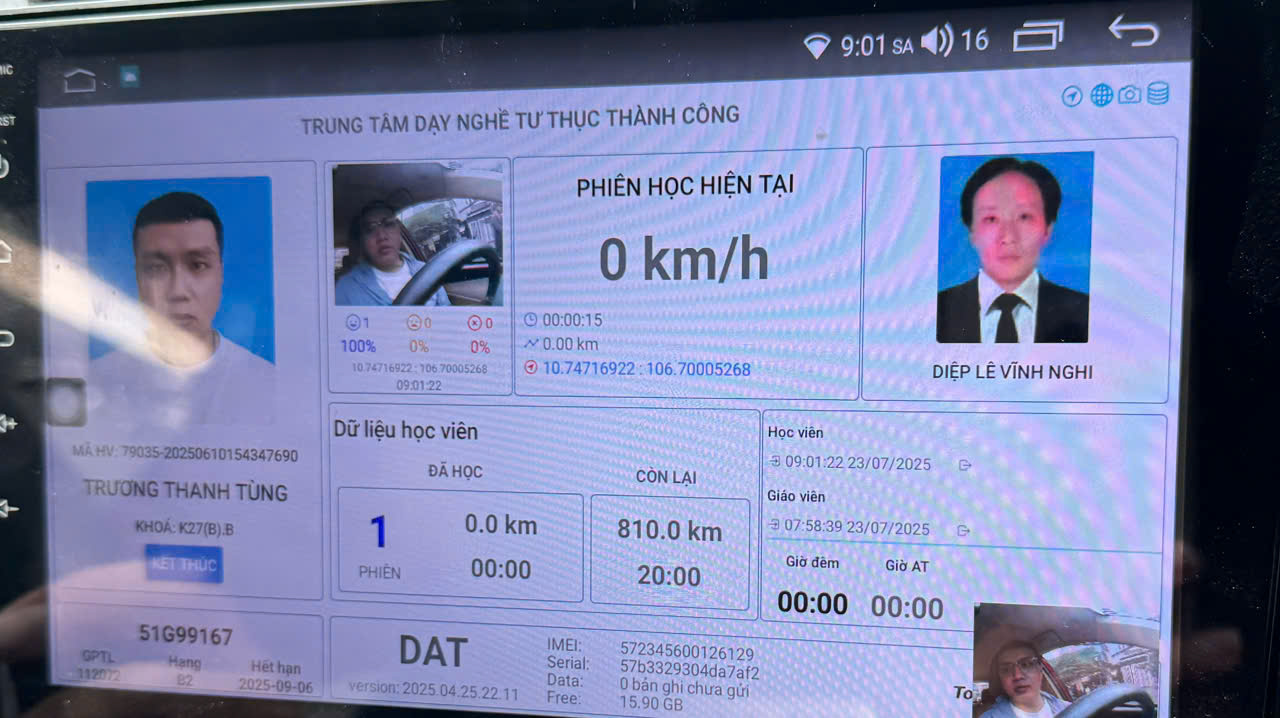 MIC
RST
9:01 SA 16
TRUNG TÂM DẠY NGHỀ TƯ THỤC THÀNH CÔNG
MÃ HV: 79035-20250610154347690
TRƯƠNG THANH TÙNG
KHOÁ: K27(B).B
KẾT THÚC
1 0 0
100% 0% 0%
10.74716922 : 106.70005268
09:01:22
PHIÊN HỌC HIỆN TẠI
0 km/h
00:00:15
0.00 km
10.74716922 : 106.70005268
DIỆP LÊ VĨNH NGHI
Dữ liệu học viên
ĐÃ HỌC
CÒN LẠI
1
PHIÊN
0.0 km
00:00
810.0 km
20:00
Học viên
09:01:22 23/07/2025
Giáo viên
07:58:39 23/07/2025
Giờ đêm Giờ AT
00:00 00:00
51G99167
GPTL Hạng Hết hạn
112072 B2 2025-09-06
DAT
version: 2025.04.25.22.11
IMEI: 572345600126129
Serial: 57b3329304da7af2
Data: 0 bản ghi chưa gửi
Free: 15.90 GB